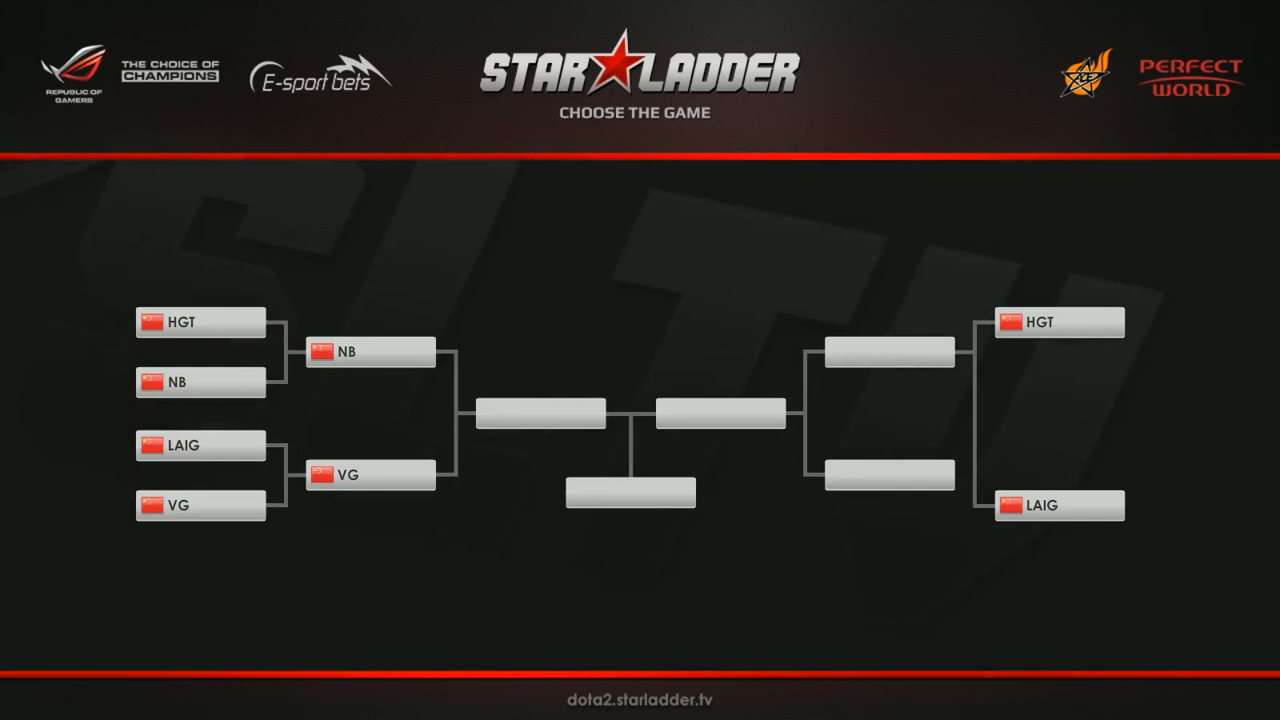 REPUBLIC OF
GAMERS
THE CHOICE OF
CHAMPIONS
E-sport bets
STAR LADDER
CHOOSE THE GAME
PERFECT
WORLD
HGT
NB
LAIG
VG
NB
VG
HGT
LAIG
dota2.starladder.tv